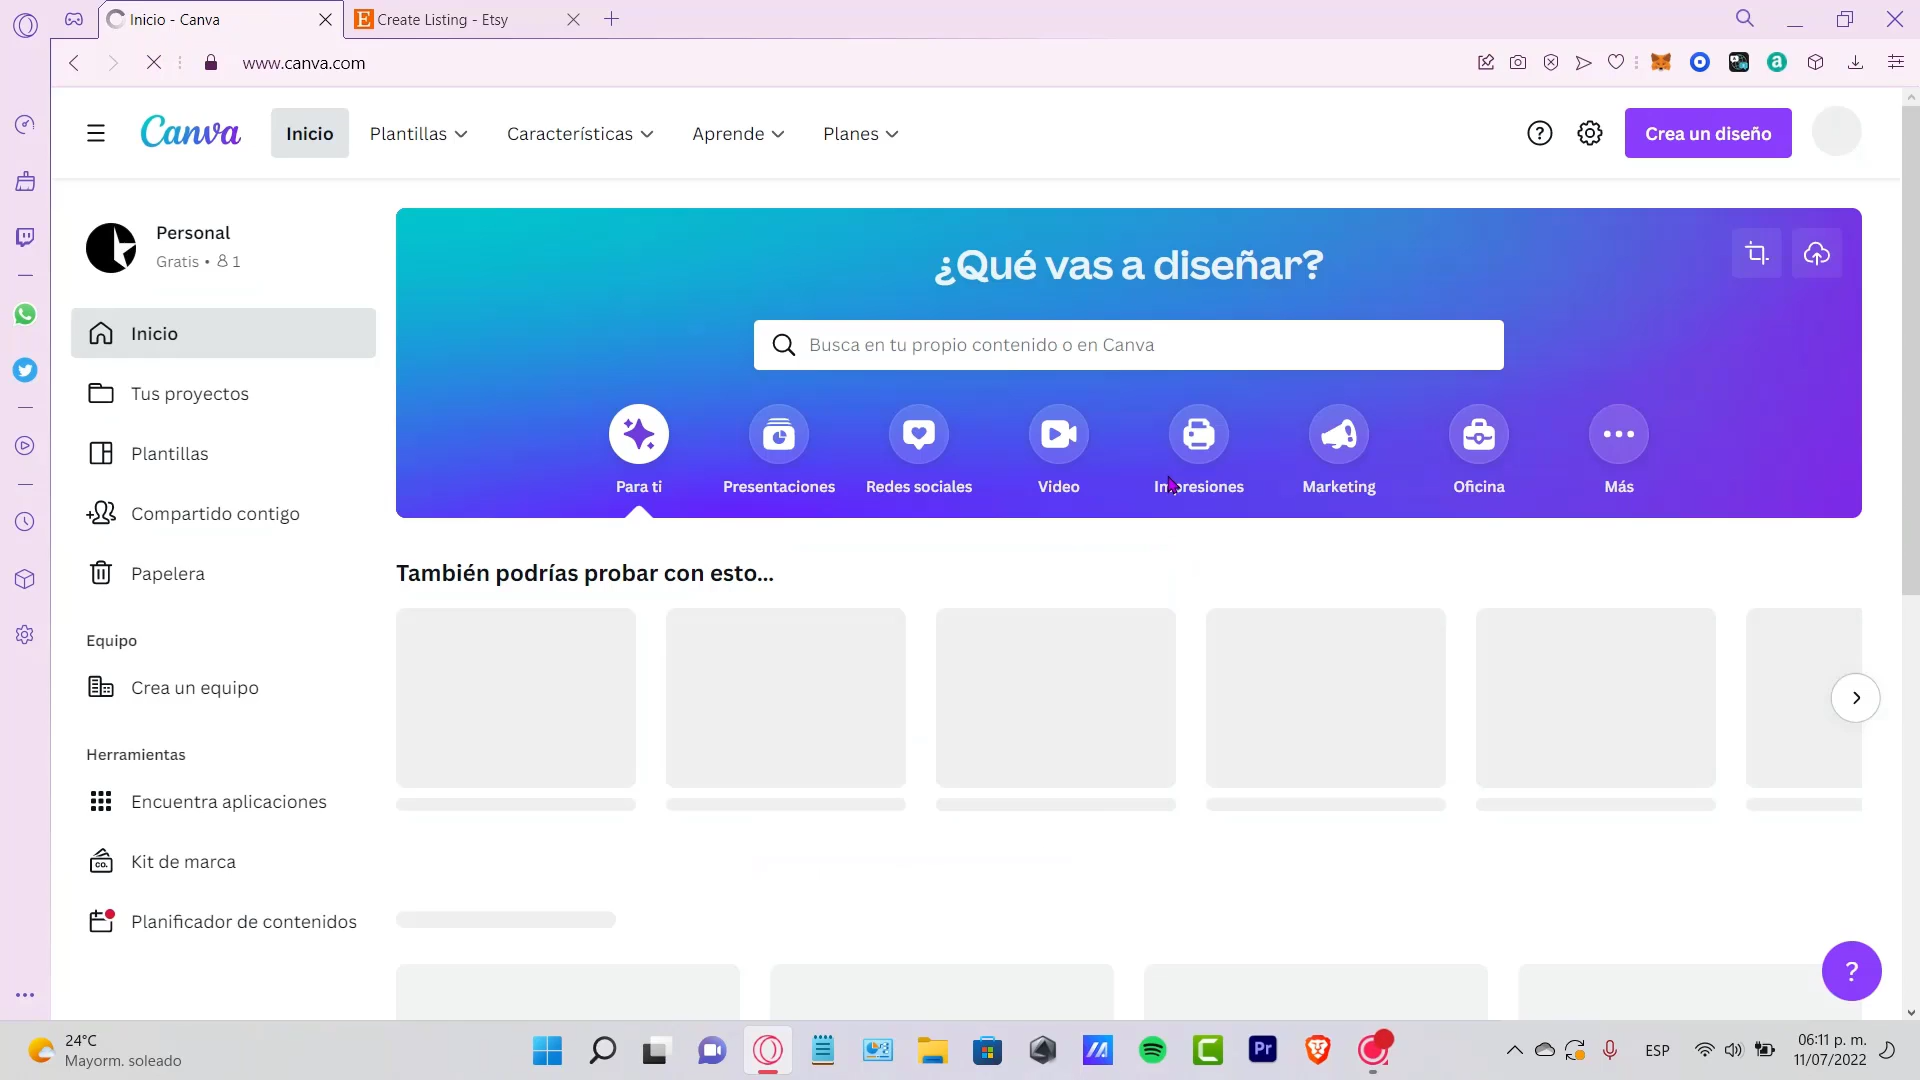 Inicio - Canva
Create Listing - Etsy
www.canva.com
Canva
Inicio
Plantillas
Características
Aprende
Planes
Crea un diseño
Personal
Gratis • 1
Inicio
Tus proyectos
Plantillas
Compartido contigo
Papelera
Equipo
Crea un equipo
Herramientas
Encuentra aplicaciones
Kit de marca
CO.
Planificador de contenidos
¿Qué vas a diseñar?
Busca en tu propio contenido o en Canva
Para ti
Presentaciones
Redes sociales
Video
Impresiones
Marketing
Oficina
Más
También podrías probar con esto...
?
24°C
Mayorm. soleado
Pr
ESP
06:11 p. m.
11/07/2022